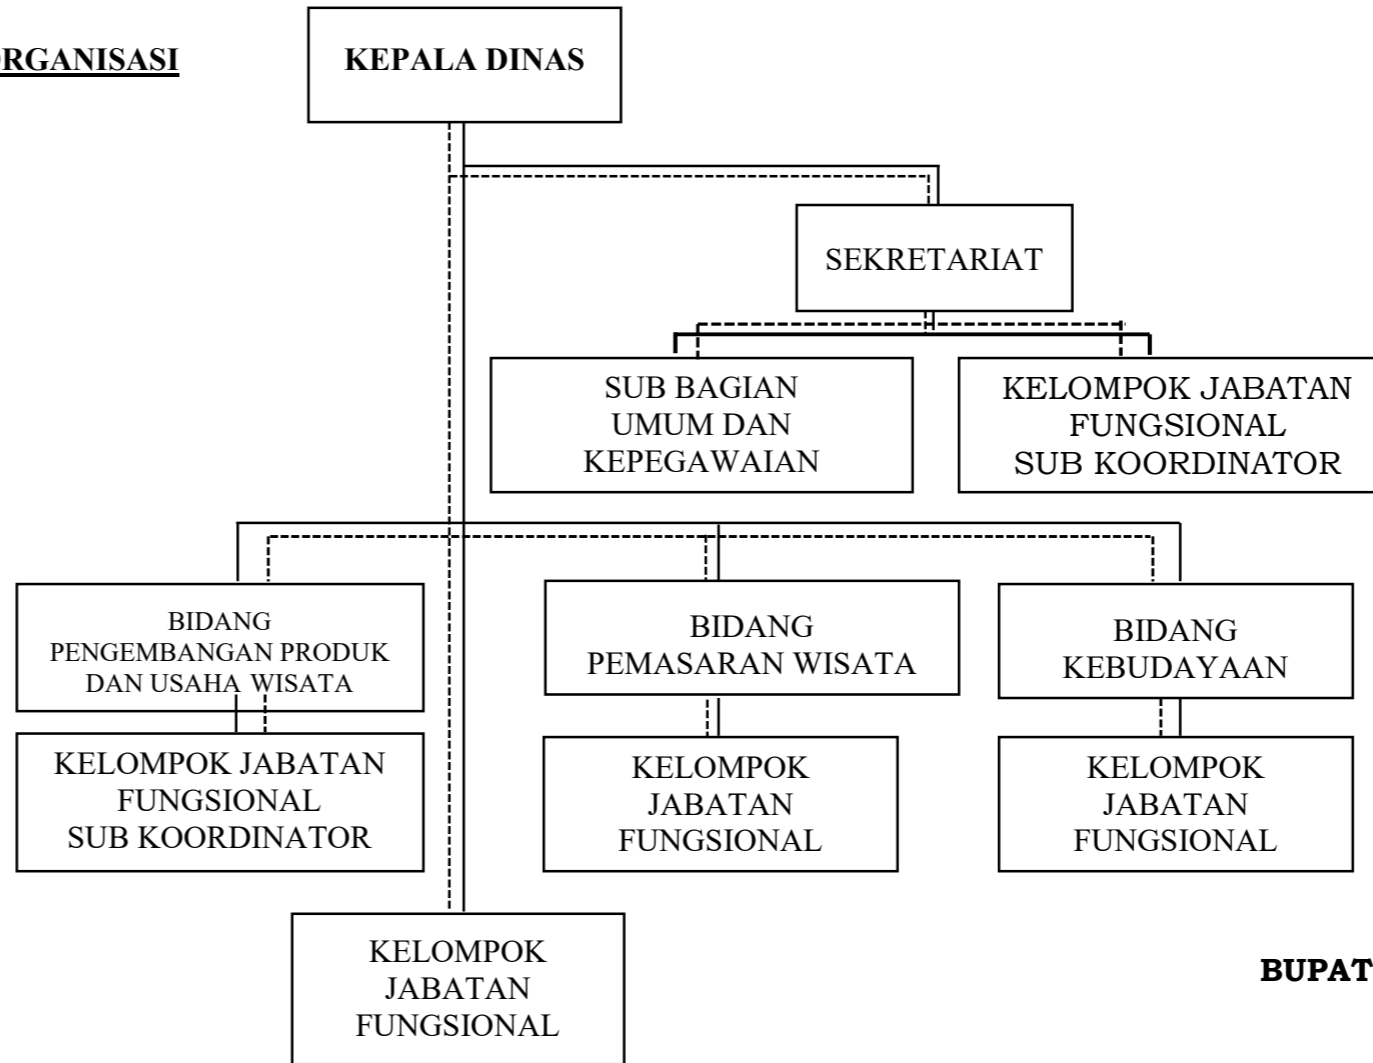 KEPALA DINAS
SEKRETARIAT
SUB BAGIAN
UMUM DAN
KEPEGAWAIAN
KELOMPOK JABATAN
FUNGSIONAL
SUB KOORDINATOR
BIDANG
PENGEMBANGAN PRODUK
DAN USAHA WISATA
BIDANG
PEMASARAN WISATA
BIDANG
KEBUDAYAAN
KELOMPOK JABATAN
FUNGSIONAL
SUB KOORDINATOR
KELOMPOK
JABATAN
FUNGSIONAL
KELOMPOK
JABATAN
FUNGSIONAL
KELOMPOK
JABATAN
FUNGSIONAL